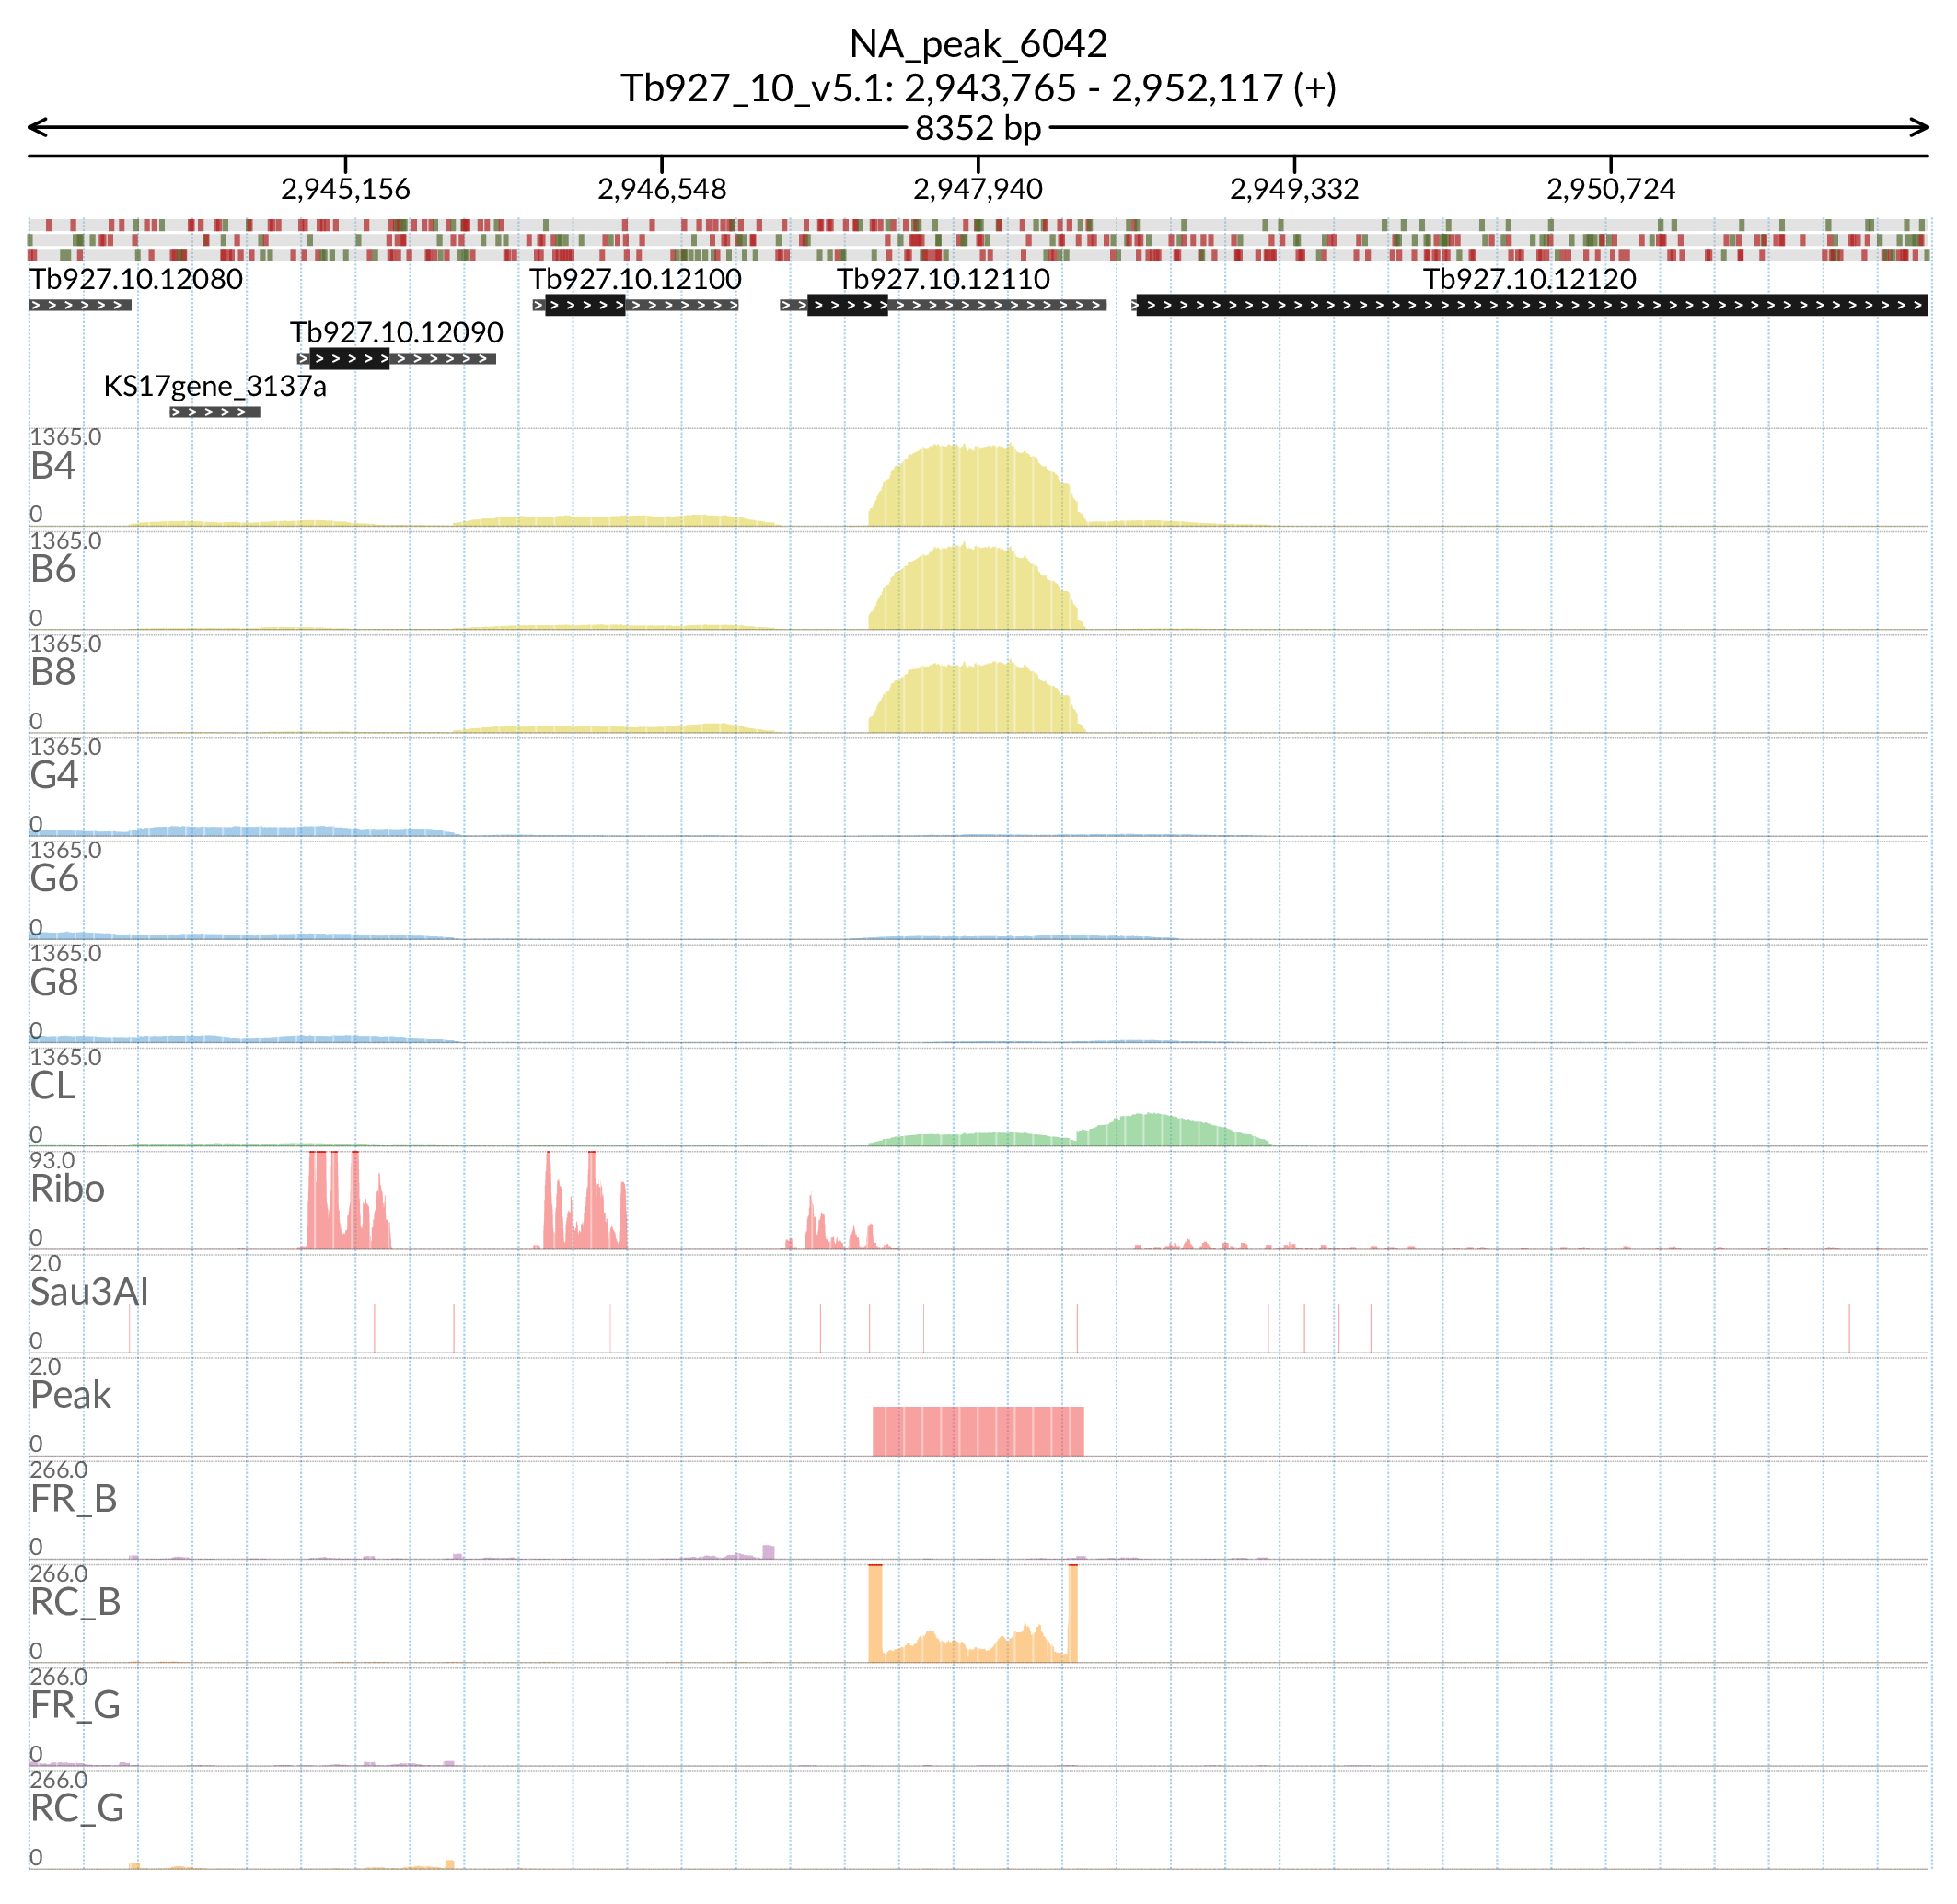 NA_peak_6042
Tb927_10_v5.1: 2,943,765 - 2,952,117 (+)
8352 bp
2,945,156 2,946,548 2,947,940 2,949,332 2,950,724
Tb927.10.12080 Tb927.10.12100 Tb927.10.12110 Tb927.10.12120
Tb927.10.12090
KS17gene_3137a
1365.0
B4
0
1365.0
B6
0
1365.0
B8
0
1365.0
G4
0
1365.0
G6
0
1365.0
G8
0
1365.0
CL
0
93.0
Ribo
0
2.0
Sau3AI
0
2.0
Peak
0
266.0
FR_B
0
266.0
RC_B
0
266.0
FR_G
0
266.0
RC_G
0